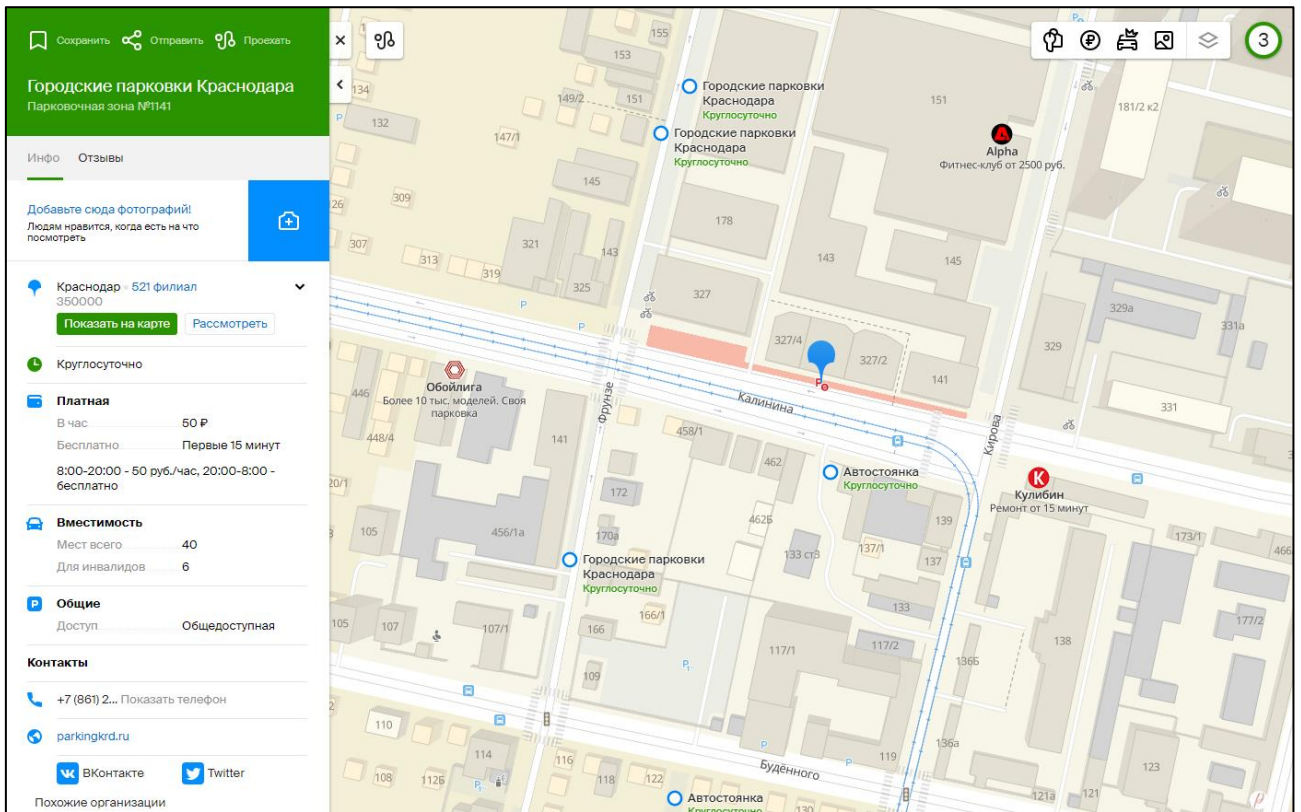 Сохранить Отправить Проехать
Городские парковки Краснодара
Парковочная зона №1141
Инфо Отзывы
Добавьте сюда фотографий!
Людям нравится, когда есть на что
посмотреть
Краснодар 521 филиал
350000
Показать на карте Рассмотреть
Круглосуточно
Платная
В час 50 ₽
Бесплатно Первые 15 минут
8:00-20:00 - 50 руб./час, 20:00-8:00 -
бесплатно
Вместимость
Мест всего 40
Для инвалидов 6
Общие
Доступ Общедоступная
Контакты
+7 (861) 2... Показать телефон
parkingkrd.ru
ВКонтакте Twitter
Похожие организации
3
155
153
134
149/2
151
132
147/1
Городские парковки
Краснодара
Круглосуточно
Городские парковки
Краснодара
Круглосуточно
151
181/2 к2
Alpha
Фитнес-клуб от 2500 руб.
145
309
178
307
313
319
321
143
325
327
143
145
329а
331а
327/4
327/2
329
141
331
Обойлига
Более 10 тыс. моделей. Своя
парковка
446
448/4
Фрунзе
Калинина
Кирова
141
458/1
462
Автостоянка
Круглосуточно
Кулибин
Ремонт от 15 минут
172
462Б
139
173/1
466
105
456/1а
170а
133 ст3
137/1
137
Городские парковки
Краснодара
Круглосуточно
133
105
107
107/1
166
166/1
117/1
117/2
136Б
138
177/2
109
110
136а
114
116
Будённого
119
123
108
112Б
118
122
Автостоянка
Круглосуточно
130
121а
121